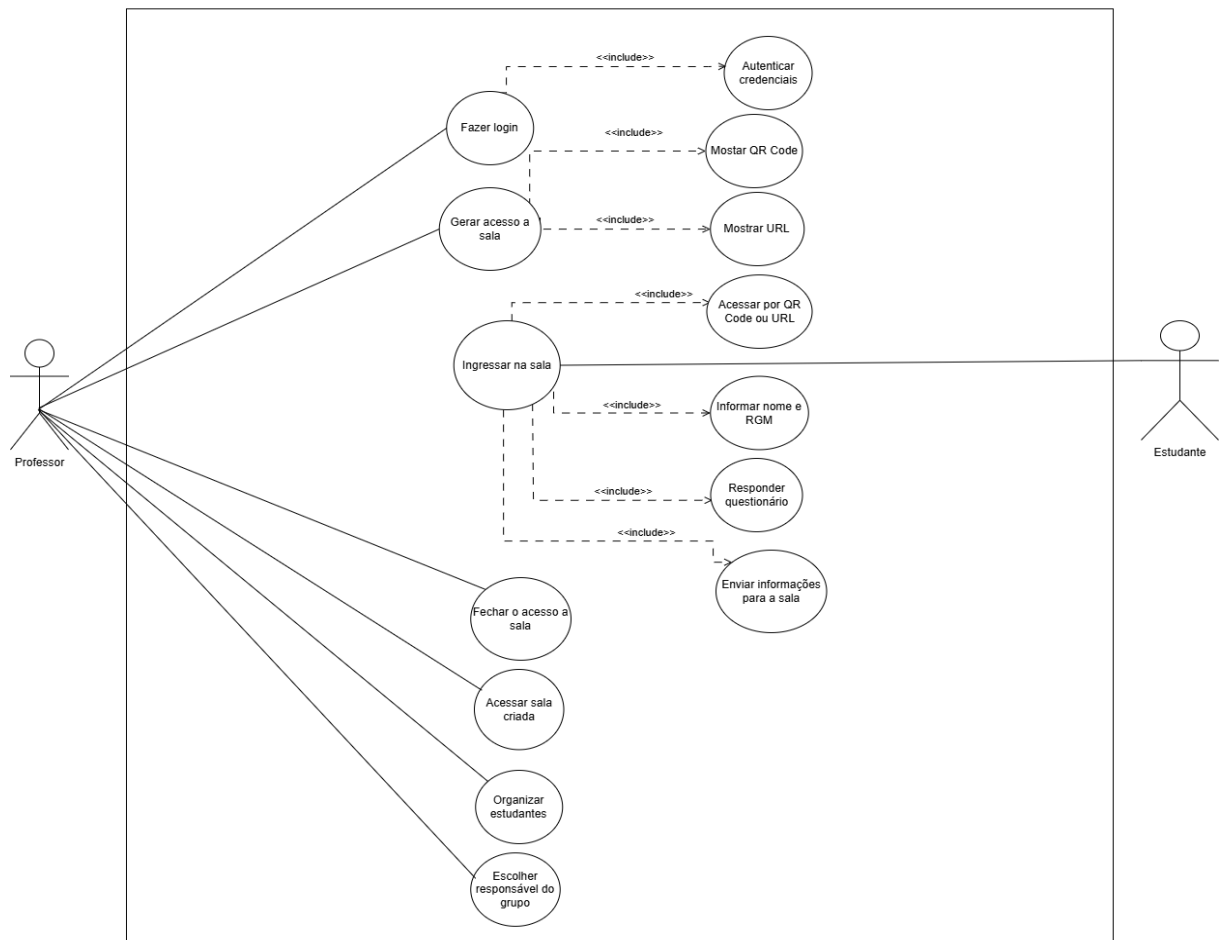 <<include>>
Autenticar
credenciais
Fazer login
<<include>>
Mostar QR Code
Gerar acesso a
sala
<<include>>
Mostrar URL
<<include>>
Acessar por QR
Code ou URL
Ingressar na sala
<<include>>
Informar nome e
RGM
Professor
Estudante
<<include>>
Responder
questionário
<<include>>
Enviar informações
para a sala
Fechar o acesso a
sala
Acessar sala
criada
Organizar
estudantes
Escolher
responsável do
grupo